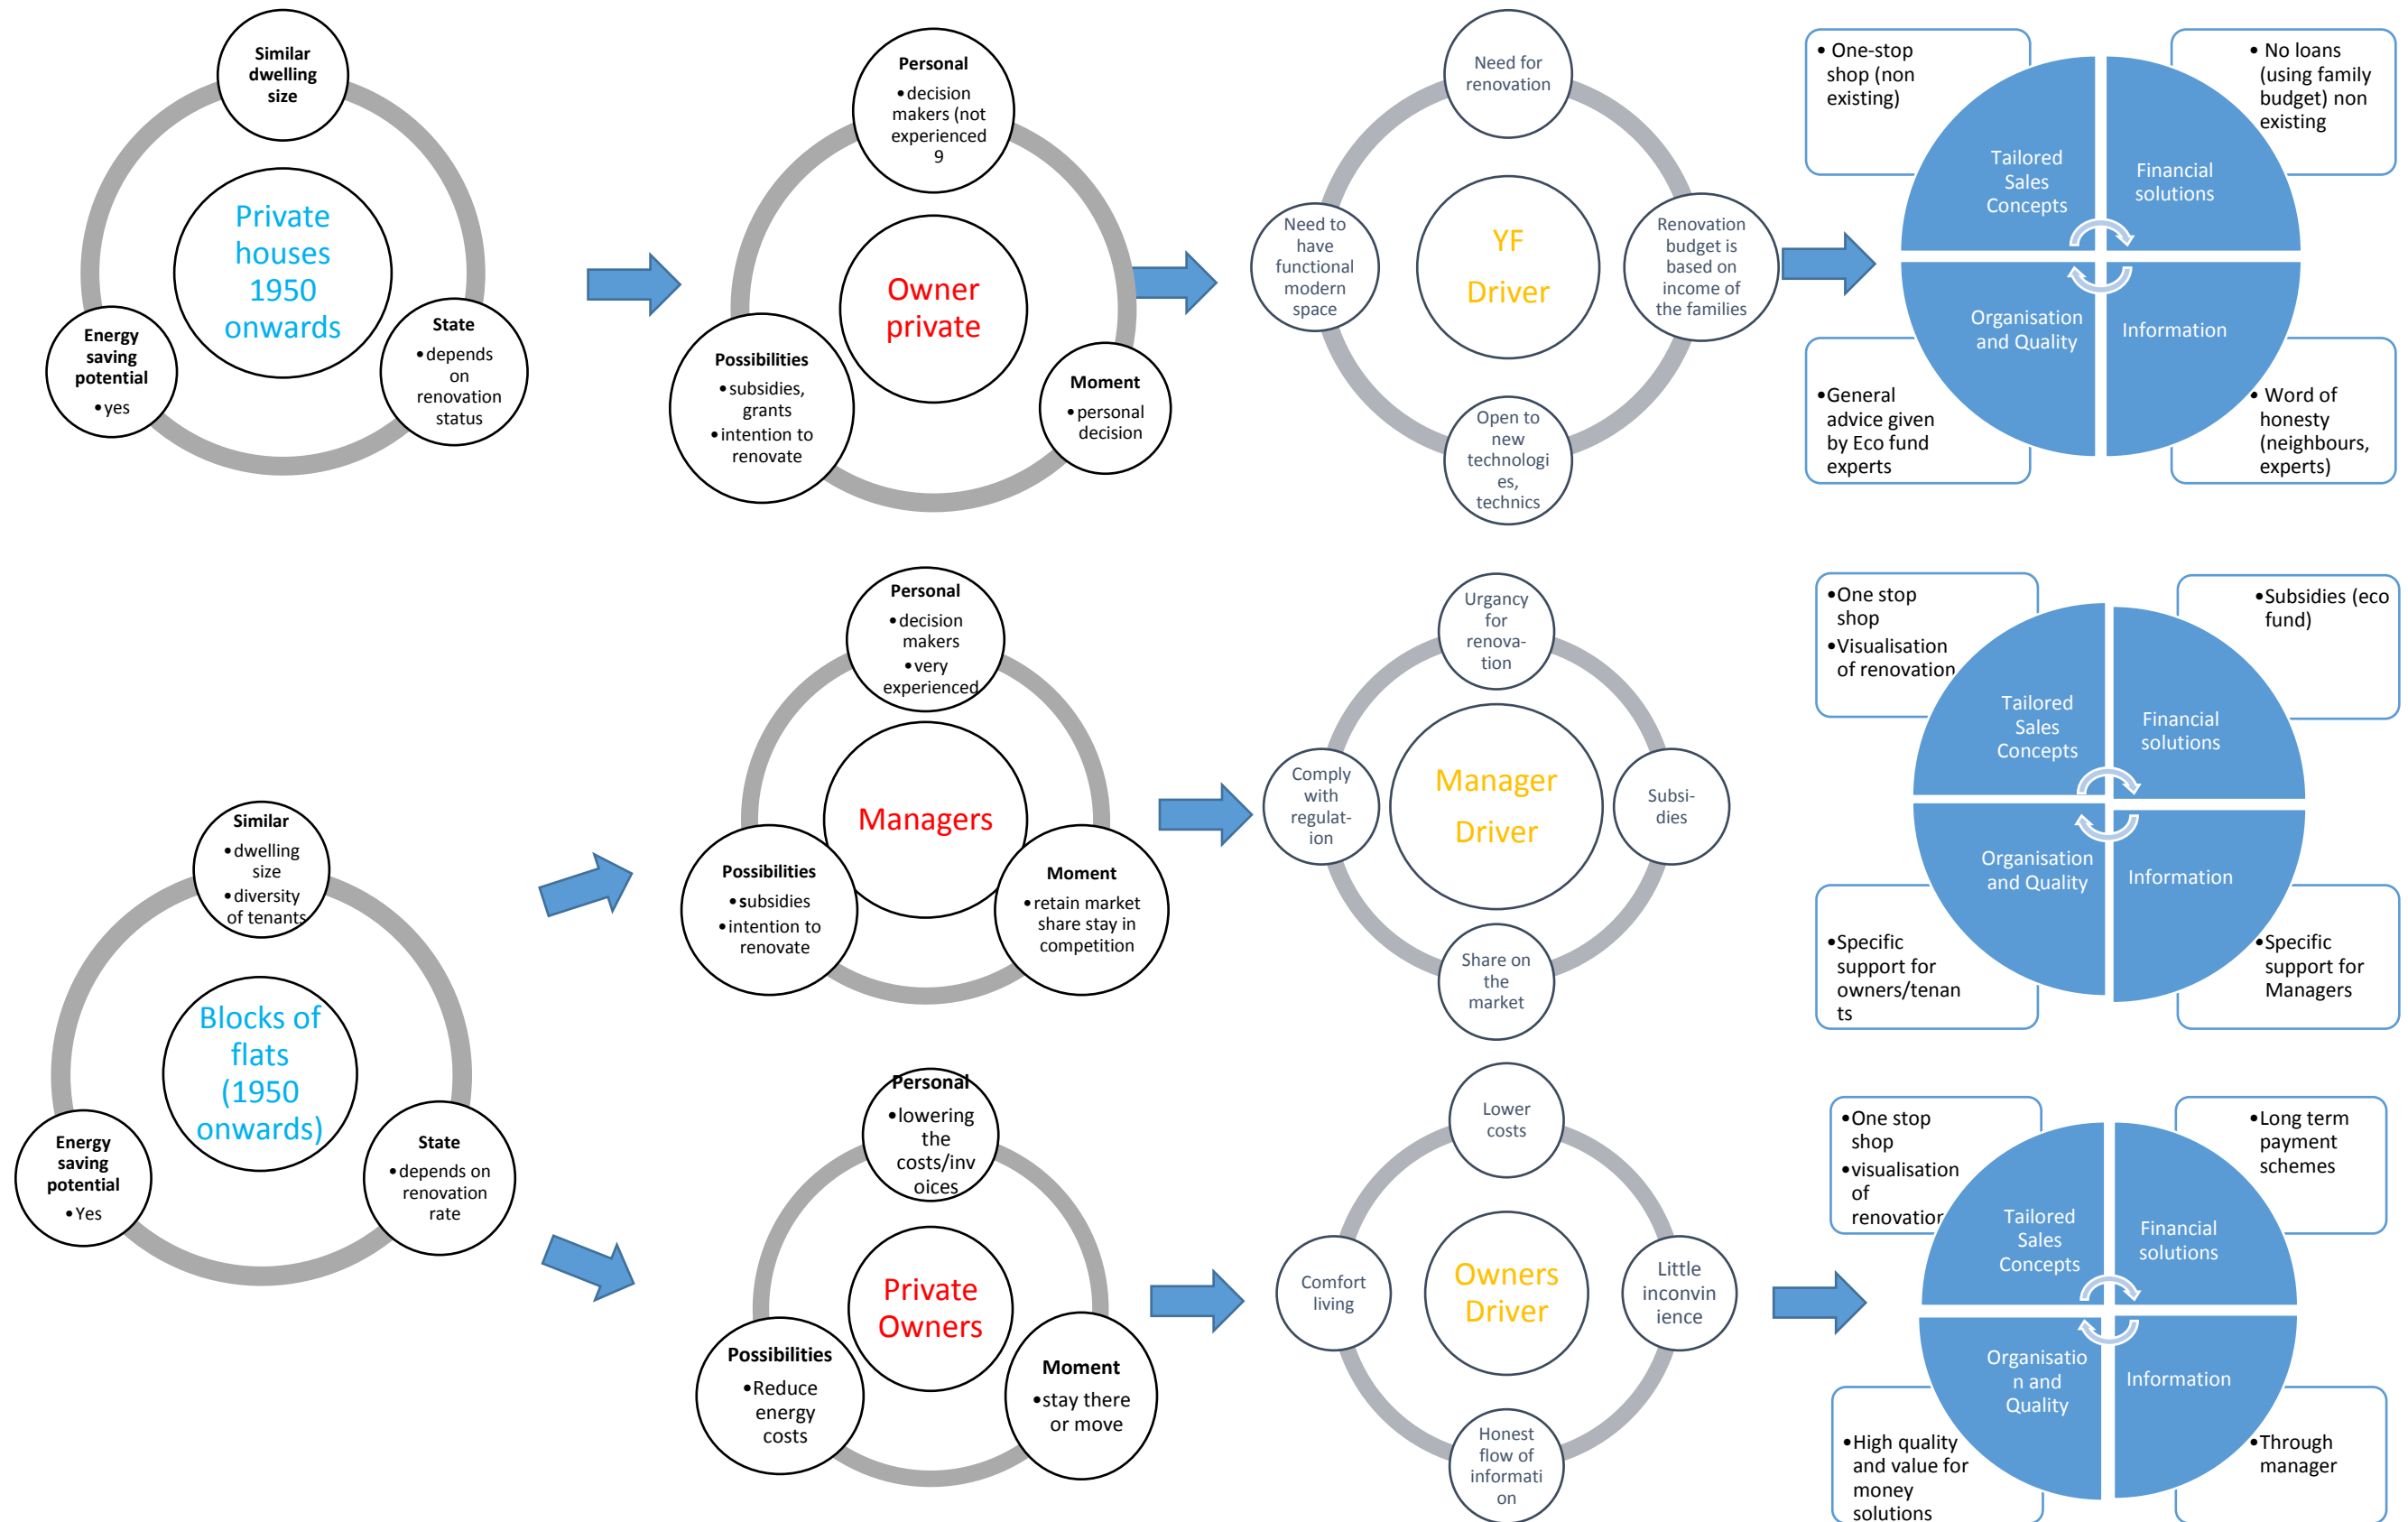 Similar
dwelling
size
Private
houses
1950
onwards
Energy
saving
potential
• yes
State
• depends
on
renovation
status
Personal
• decision
makers (not
experienced
9
Owner
private
Possibilities
• subsidies,
grants
• intention to
renovate
Moment
• personal
decision
Need for
renovation
Need to
have
functional
modern
space
YF
Driver
Renovation
budget is
based on
income of
the families
Open to
new
technologi
es,
technics
• One-stop
shop (non
existing)
• No loans
(using family
budget) non
existing
Tailored
Sales
Concepts
Financial
solutions
Organisation
and Quality
Information
• General
advice given
by Eco fund
experts
• Word of
honesty
(neighbours,
experts)
Similar
• dwelling
size
• diversity
of tenants
Blocks of
flats
(1950
onwards)
Energy
saving
potential
• Yes
State
• depends on
renovation
rate
Personal
• decision
makers
• very
experienced
Managers
Possibilities
• subsidies
• intention to
renovate
Moment
• retain market
share stay in
competition
Urgancy
for
renova-
tion
Comply
with
regulat-
ion
Manager
Driver
Subsi-
dies
Share on
the
market
• One stop
shop
• Visualisation
of renovation
• Subsidies (eco
fund)
Tailored
Sales
Concepts
Financial
solutions
Organisation
and Quality
Information
• Specific
support for
owners/tenan
ts
• Specific
support for
Managers
Personal
• lowering
the
costs/inv
oices
Private
Owners
Possibilities
• Reduce
energy
costs
Moment
• stay there
or move
Lower
costs
Comfort
living
Owners
Driver
Little
inconvin
ience
Honest
flow of
informati
on
• One stop
shop
• visualisation
of
renovation
• Long term
payment
schemes
Tailored
Sales
Concepts
Financial
solutions
Organisatio
n and
Quality
Information
• High quality
and value for
money
solutions
• Through
manager